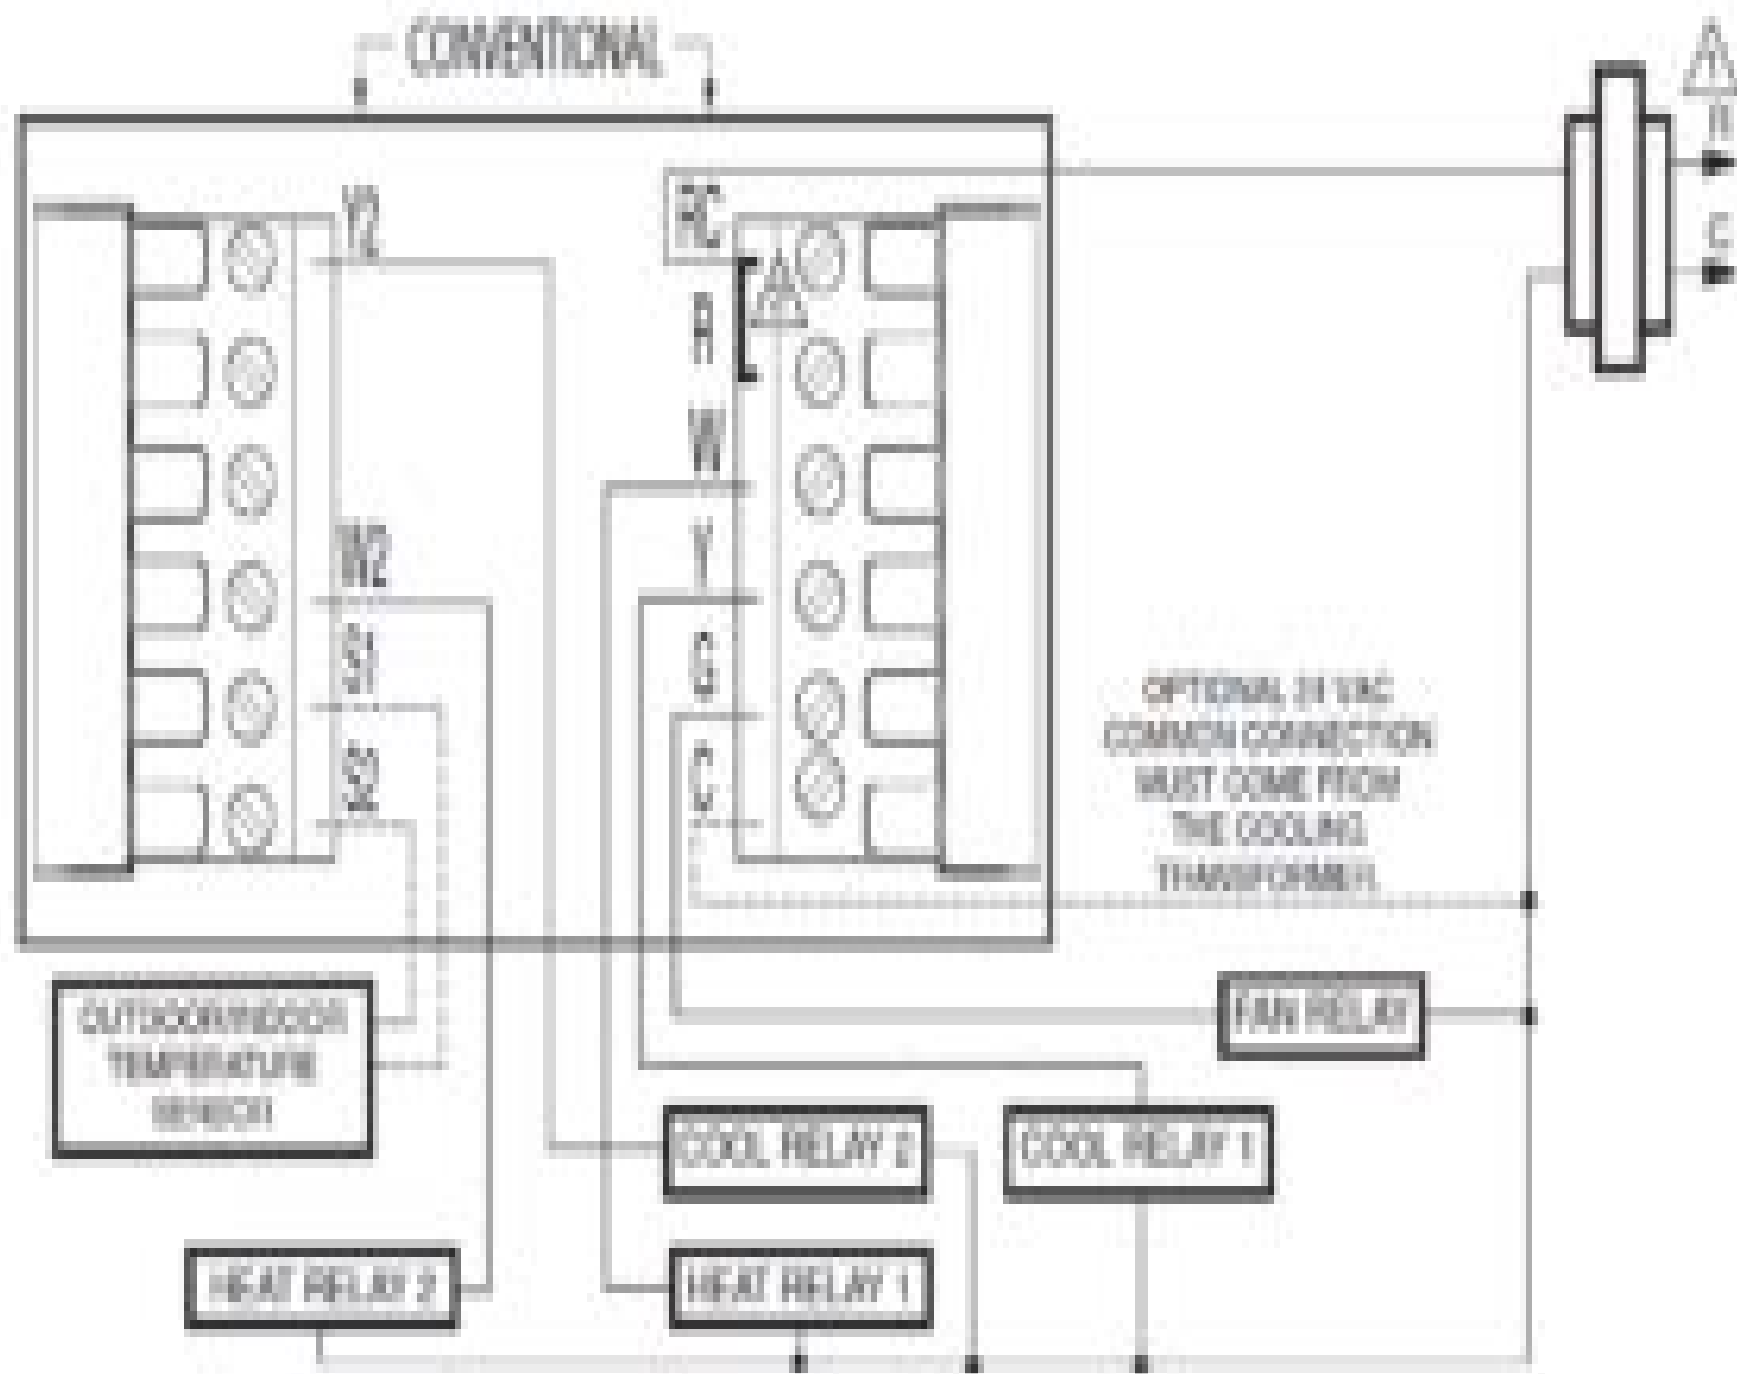 CONVENTIONAL
Y2
RC
R
C
R
W
W2
Y
S1
G
C
OPTIONAL 24 VAC
COMMON CONNECTION
MUST COME FROM
THE COOLING
TRANSFORMER.
FAN RELAY
OUTDOOR/INDOOR
TEMPERATURE
SENSOR
COOL RELAY 2
COOL RELAY 1
HEAT RELAY 2
HEAT RELAY 1